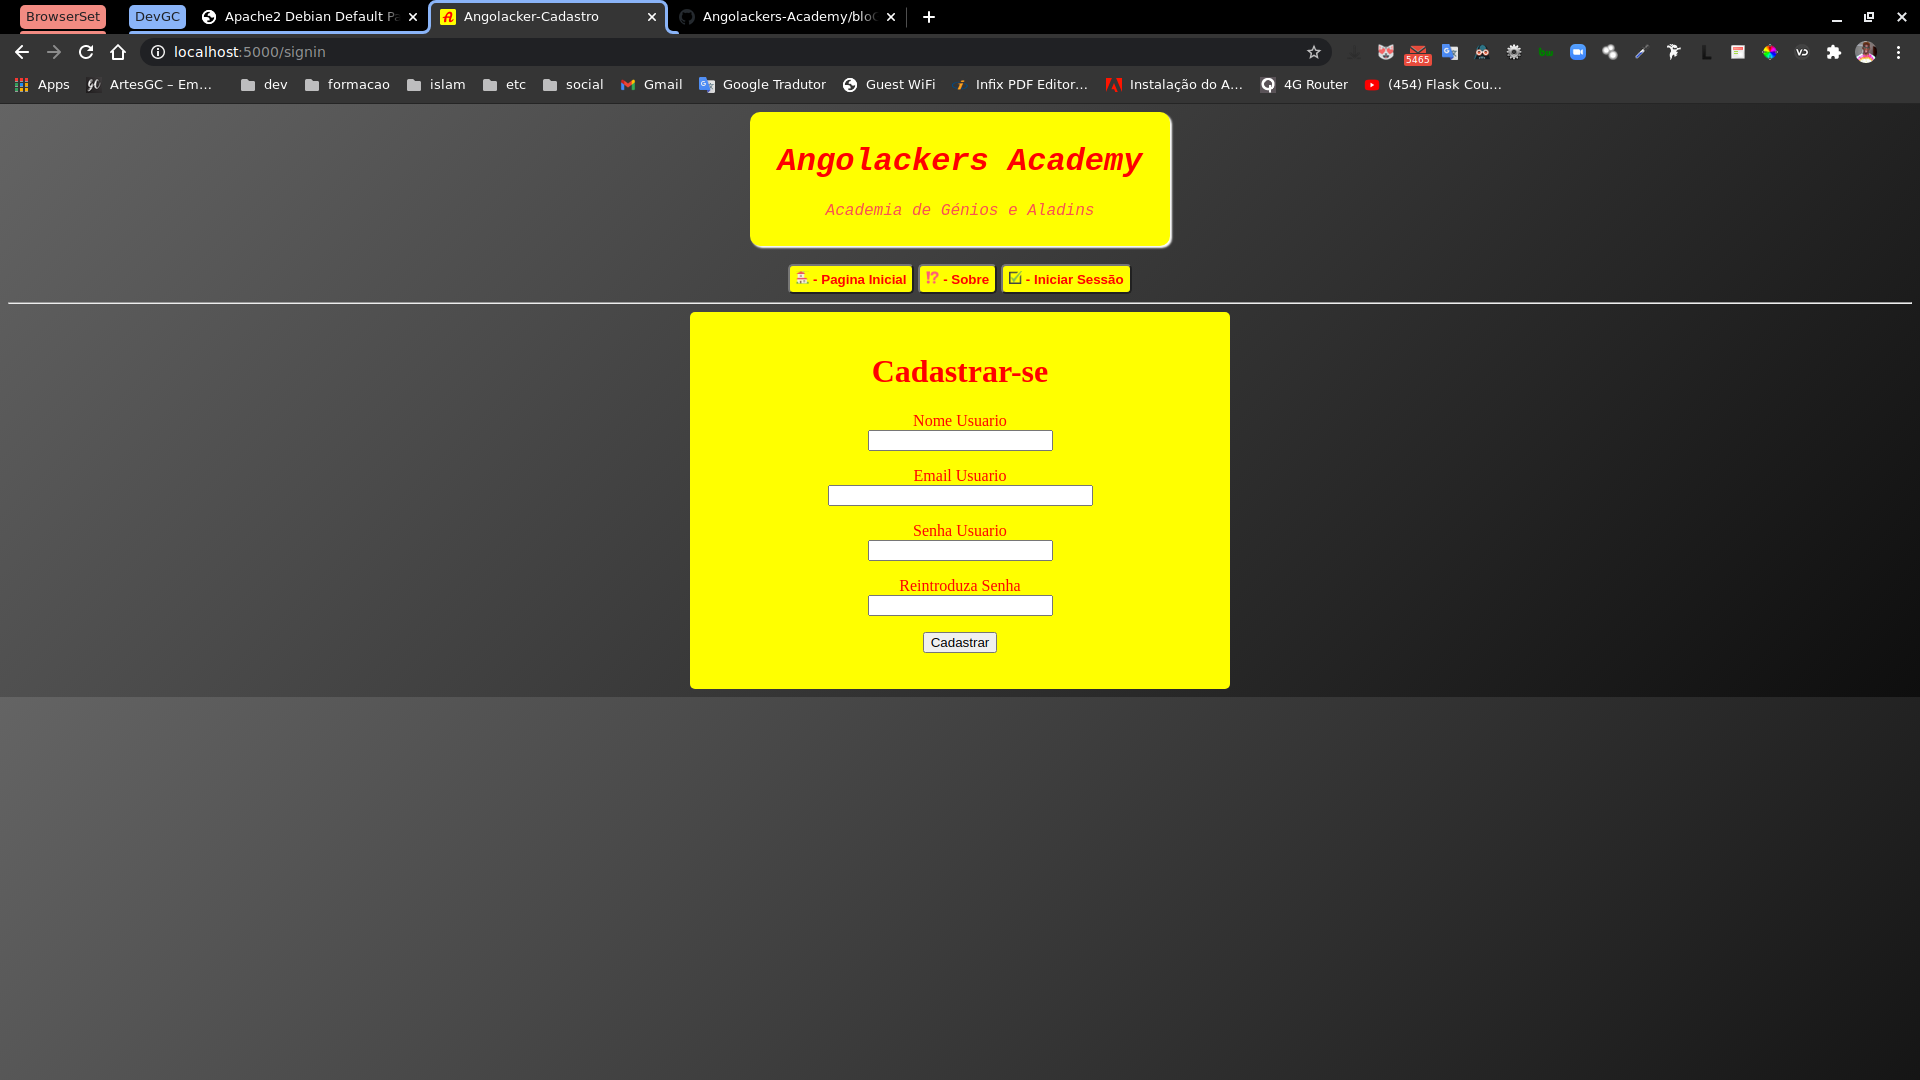 BrowserSet
DevGC
Apache2 Debian Default Pa
Angolacker-Cadastro
Angolackers-Academy/bloG
localhost:5000/signin
5465
Apps
ArtesGC – Em…
dev
formacao
islam
etc
social
Gmail
Google Tradutor
Guest WiFi
Infix PDF Editor…
Instalação do A…
4G Router
(454) Flask Cou…
Angolackers Academy
Academia de Génios e Aladins
- Pagina Inicial
⁉ - Sobre
- Iniciar Sessão
Cadastrar-se
Nome Usuario
Email Usuario
Senha Usuario
Reintroduza Senha
Cadastrar